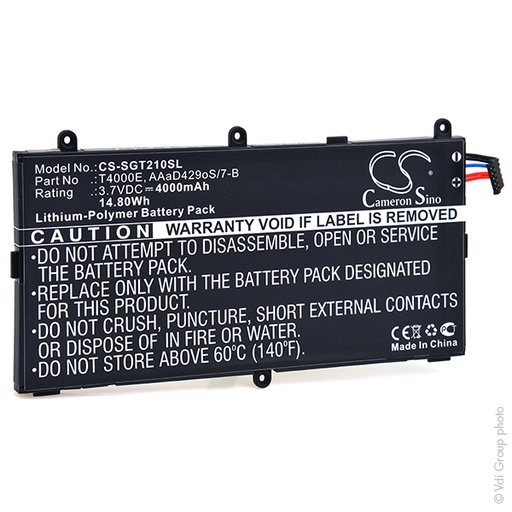 Model No. :CS-SGT210SL
Part No :T4000E, AAaD429oS/7-B
Rating :3.7VDC⎓4000mAh
14.80Wh
Lithium-Polymer Battery Pack
CS
Cameron Sino
CAUTION WARRANTY VOID IF LABEL IS REMOVED
•DO NOT ATTEMPT TO DISASSEMBLE, OPEN
THE BATTERY PACK.
•REPLACE ONLY WITH A BATTERY PACK DESIGNATED
FOR THIS PRODUCT.
•DO NOT CRUSH, PUNCTURE, SHORT EXTERNAL CONTACTS
OR DISPOSE OF IN FIRE OR WATER.
•DO NOT STORE ABOVE 60°C (140°F).
CE FC
Made In China
© Vdi Group photo